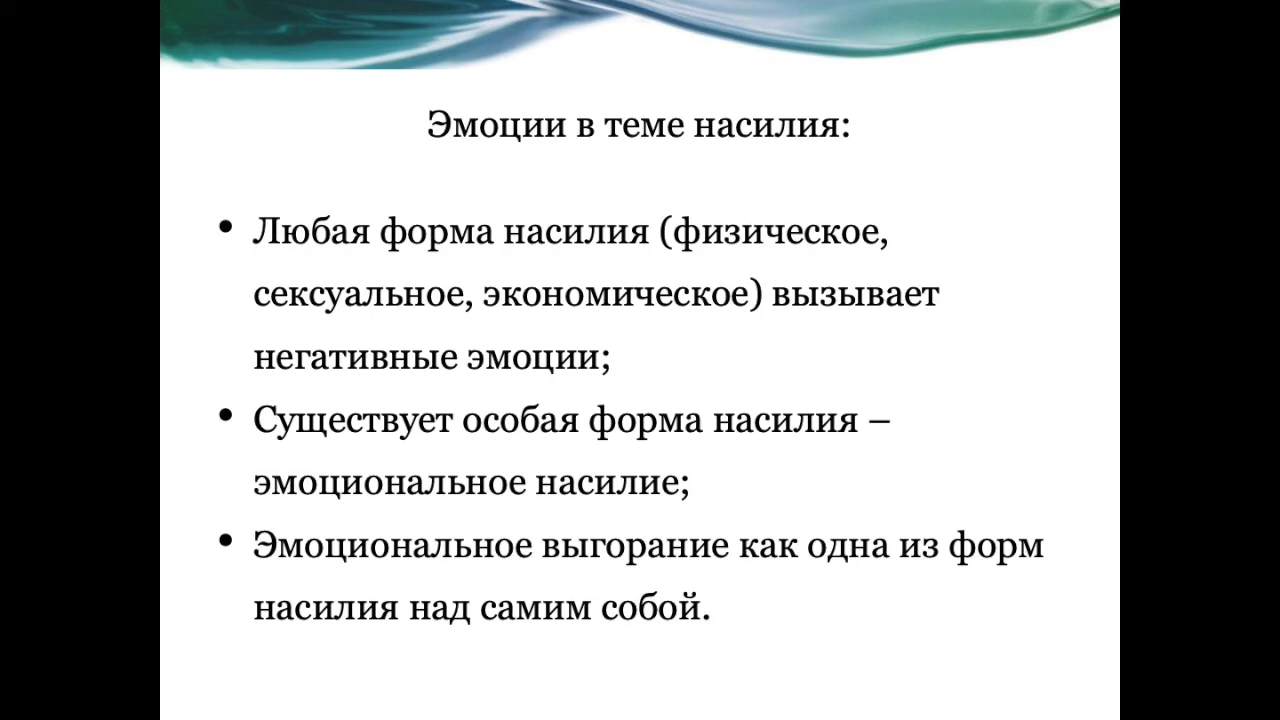 Эмоции в теме насилия:
• Любая форма насилия (физическое,
сексуальное, экономическое) вызывает
негативные эмоции;
• Существует особая форма насилия –
эмоциональное насилие;
• Эмоциональное выгорание как одна из форм
насилия над самим собой.